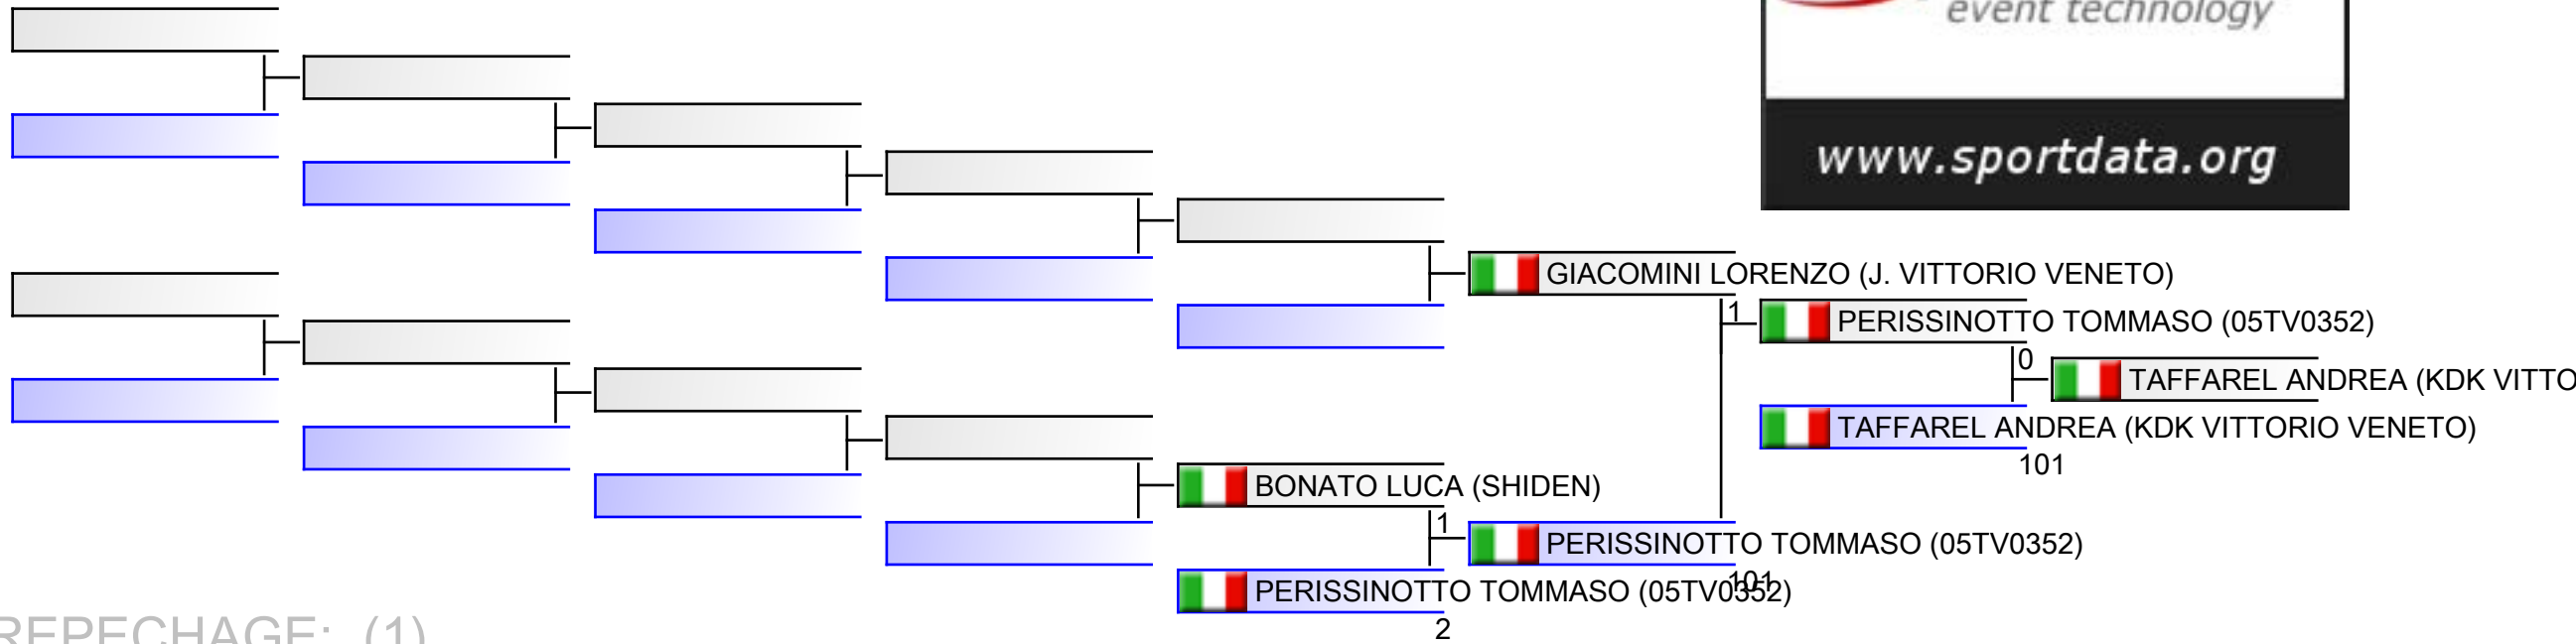 event technology
www.sportdata.org
GIACOMINI LORENZO (J. VITTORIO VENETO)
1
PERISSINOTTO TOMMASO (05TV0352)
0
TAFFAREL ANDREA (KDK VITTO
TAFFAREL ANDREA (KDK VITTORIO VENETO)
101
BONATO LUCA (SHIDEN)
1
PERISSINOTTO TOMMASO (05TV0352)
101
PERISSINOTTO TOMMASO (05TV0352)
2
REPECHAGE: (1)